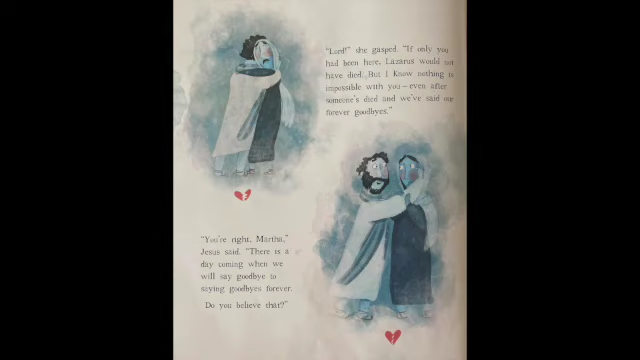 "Lord!" she gasped. "If only you
had been here, Lazarus would not
have died. But I know nothing is
impossible with you – even after
someone's died and we've said our
forever goodbyes."
"You're right, Martha,"
Jesus said. "There is a
day coming when we
will say goodbye to
saying goodbyes forever.
Do you believe that?"